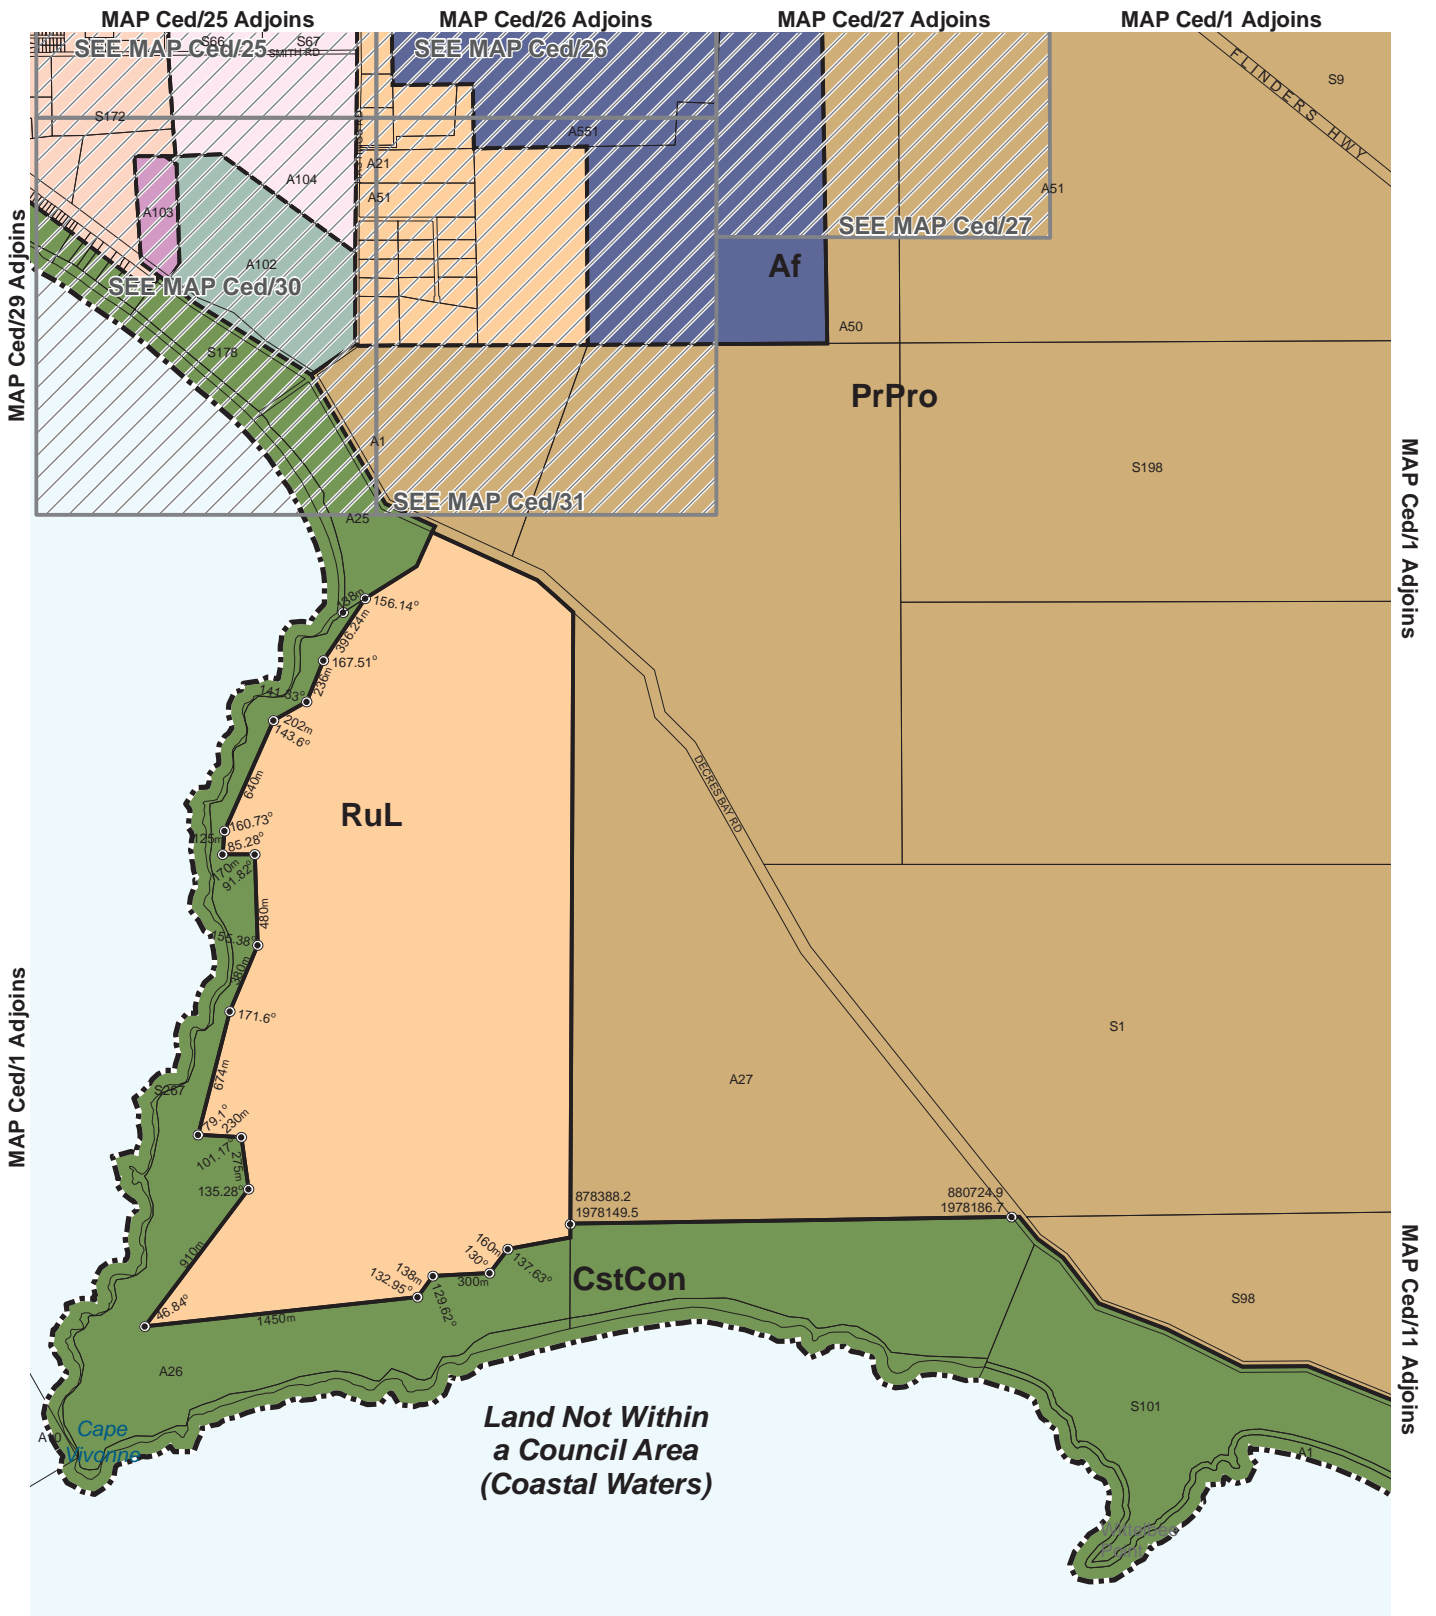 MAP Ced/25 Adjoins
MAP Ced/26 Adjoins
MAP Ced/27 Adjoins
MAP Ced/1 Adjoins
S66
S67
SMITH RD
SEE MAP Ced/25
SEE MAP Ced/26
S9
FLINDERS HWY
S172
A551
A21
A104
A51
A51
A103
SEE MAP Ced/27
A102
Af
SEE MAP Ced/30
A50
S178
MAP Ced/29 Adjoins
PrPro
A1
S198
SEE MAP Ced/31
A25
MAP Ced/1 Adjoins
138m
156.14°
396.24m
167.51°
236m
141.33°
202m
143.6°
640m
DECRES BAY RD
RuL
160.73°
125m
85.28°
170m
91.82°
480m
155.38°
380m
171.6°
S1
MAP Ced/1 Adjoins
674m
A27
S267
79.1°
230m
101.17°
275m
135.28°
878388.2
1978149.5
880724.9
1978186.7
910m
160m
130°
137.63°
138m
132.95°
300m
129.62°
CstCon
46.84°
1450m
S98
MAP Ced/11 Adjoins
A26
S101
Cape
Vivonne
A10
Land Not Within
a Council Area
(Coastal Waters)
A1
Wittelbee
Point